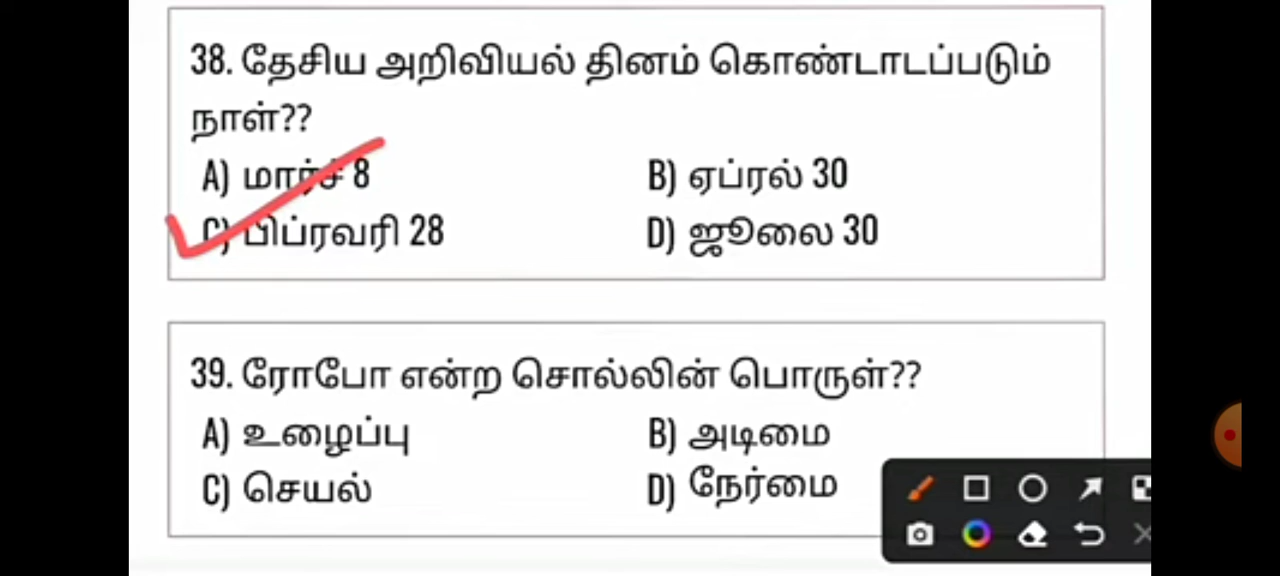 38. தேசிய அறிவியல் தினம் கொண்டாடப்படும்
நாள்??
A) மார்ச் 8 B) ஏப்ரல் 30
C) பிப்ரவரி 28 D) ஜூலை 30
39. ரோபோ என்ற சொல்லின் பொருள்??
A) உழைப்பு B) அடிமை
C) செயல் D) நேர்மை